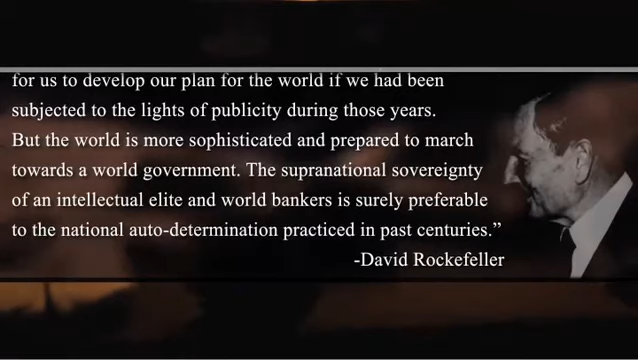 for us to develop our plan for the world if we had been
subjected to the lights of publicity during those years.
But the world is more sophisticated and prepared to march
towards a world government. The supranational sovereignty
of an intellectual elite and world bankers is surely preferable
to the national auto-determination practiced in past centuries.”
-David Rockefeller